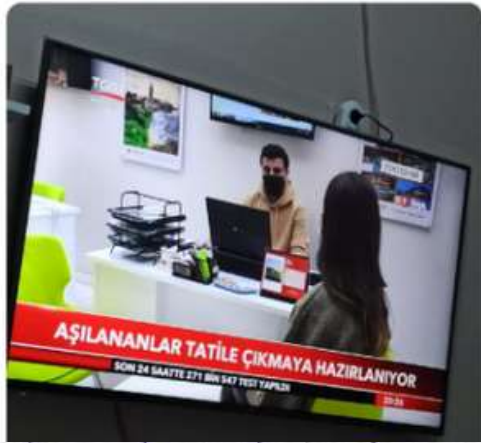 AŞILANANLAR TATİLE ÇIKMAYA HAZIRLANIYOR
SON 24 SAATTE 271 BİN 547 TEST YAPILDI